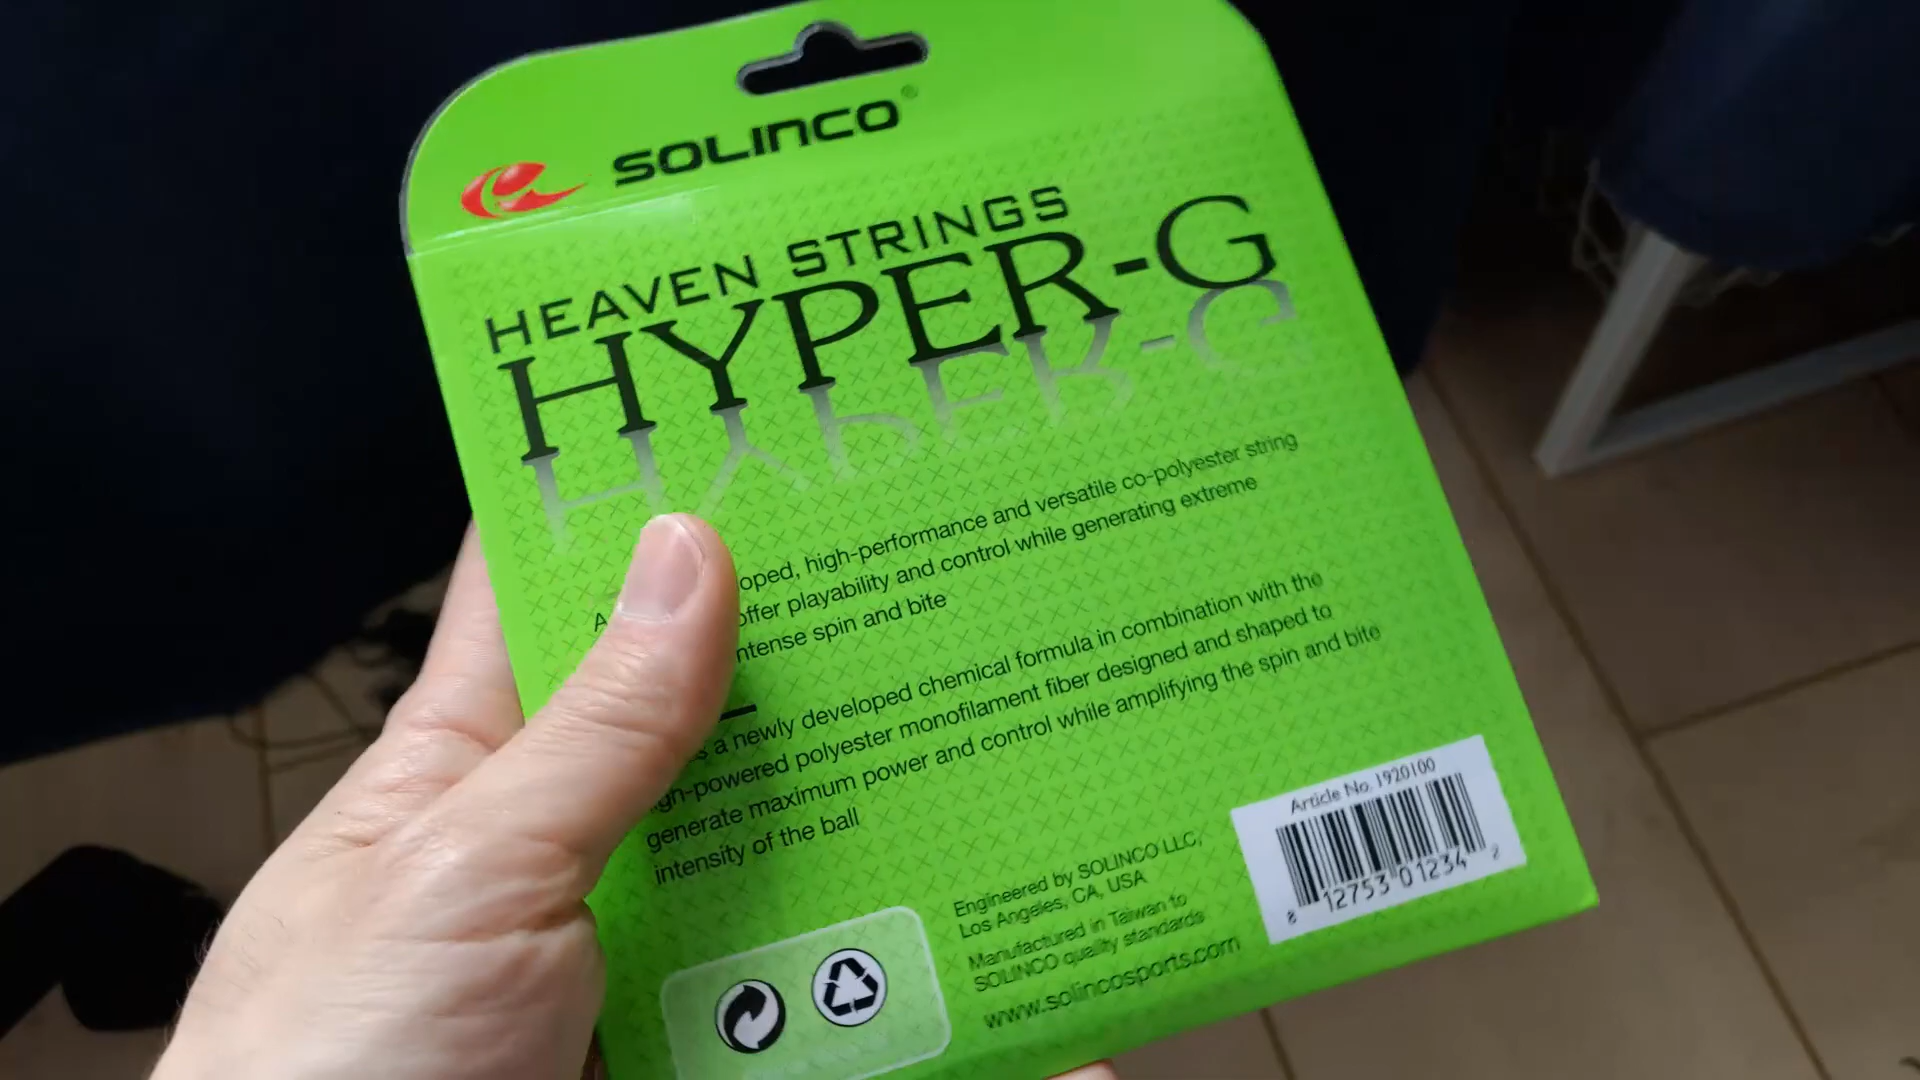 SOLINCO®
HEAVEN STRINGS
HYPER-G
oped, high-performance and versatile co-polyester string
offer playability and control while generating extreme
ntense spin and bite
a newly developed chemical formula in combination with the
gh-powered polyester monofilament fiber designed and shaped to
generate maximum power and control while amplifying the spin and bite
intensity of the ball
Engineered by SOLINCO LLC,
Los Angeles, CA, USA
Manufactured in Taiwan to
SOLINCO quality standards
www.solincosports.com
Article No. 1920100
8 12753 01234 2